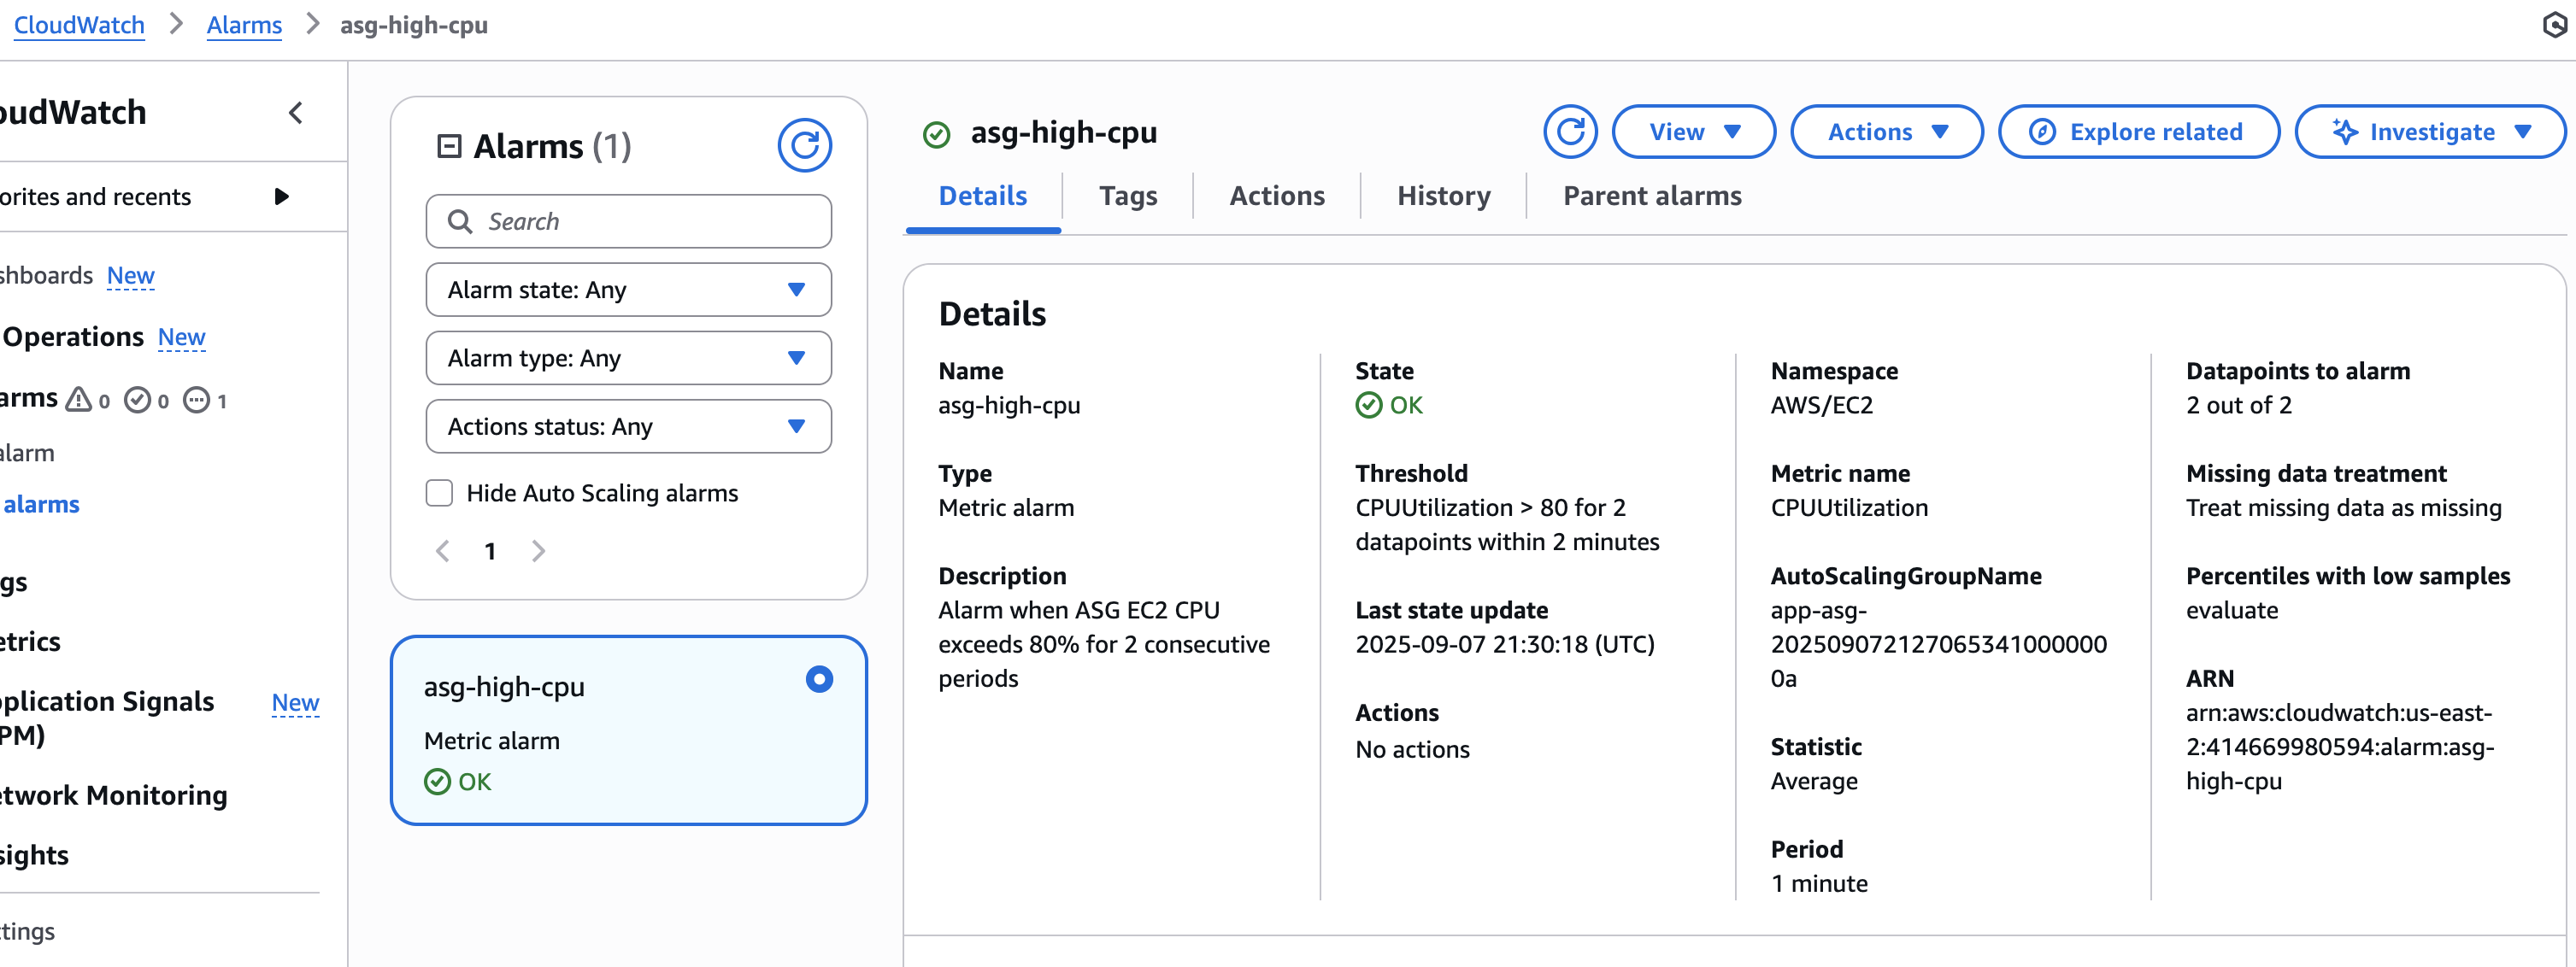 CloudWatch > Alarms > asg-high-cpu
oudWatch
orites and recents
shboards New
Operations New
arms 0 0 1
alarm
alarms
gs
etrics
pplication Signals New
PM)
etwork Monitoring
sights
ttings
Alarms (1)
Search
Alarm state: Any
Alarm type: Any
Actions status: Any
Hide Auto Scaling alarms
1
asg-high-cpu
Metric alarm
OK
asg-high-cpu
View
Actions
Explore related
Investigate
Details
Tags
Actions
History
Parent alarms
Details
Name
asg-high-cpu
Type
Metric alarm
Description
Alarm when ASG EC2 CPU
exceeds 80% for 2 consecutive
periods
State
OK
Threshold
CPUUtilization > 80 for 2
datapoints within 2 minutes
Last state update
2025-09-07 21:30:18 (UTC)
Actions
No actions
Namespace
AWS/EC2
Metric name
CPUUtilization
AutoScalingGroupName
app-asg-
202509072127065341000000
0a
Statistic
Average
Period
1 minute
Datapoints to alarm
2 out of 2
Missing data treatment
Treat missing data as missing
Percentiles with low samples
evaluate
ARN
arn:aws:cloudwatch:us-east-
2:414669980594:alarm:asg-
high-cpu